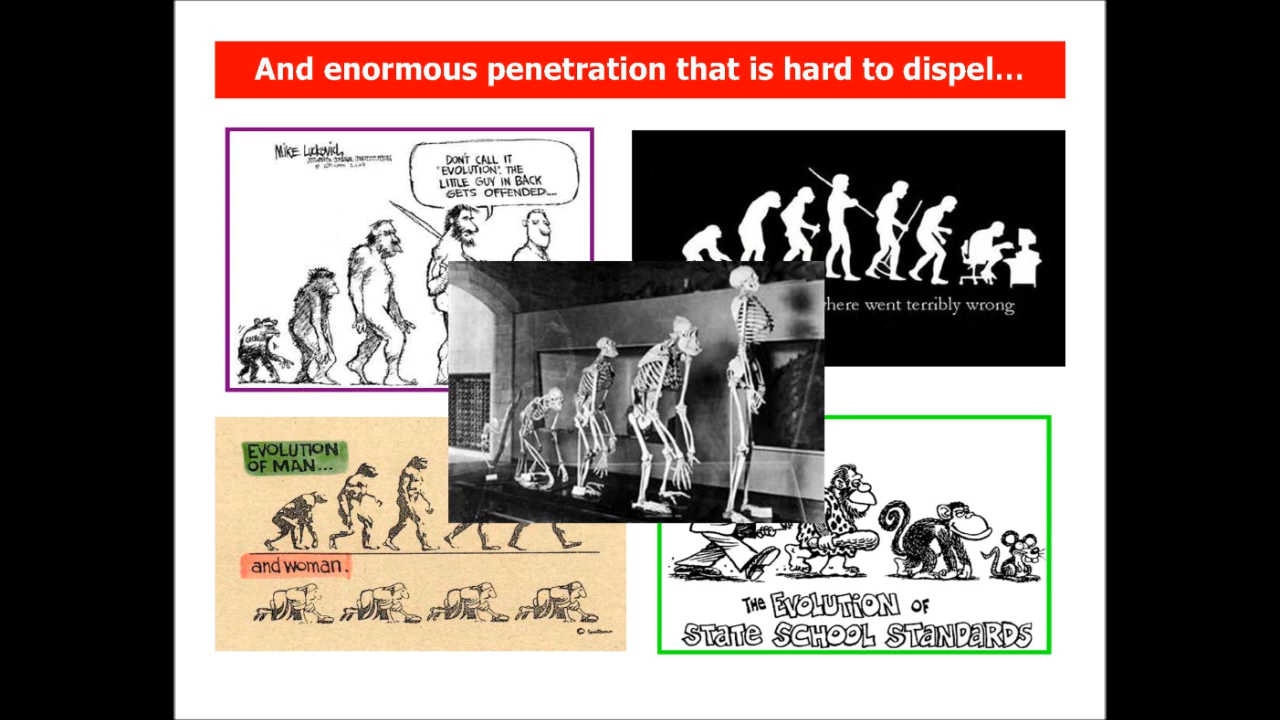 And enormous penetration that is hard to dispel...
MIKE LUCKOVICH
DON'T CALL IT
"EVOLUTION". THE
LITTLE GUY IN BACK
GETS OFFENDED....
where went terribly wrong
EVOLUTION
OF MAN...
and woman.
©
THE EVOLUTION OF
STATE SCHOOL STANDARDS